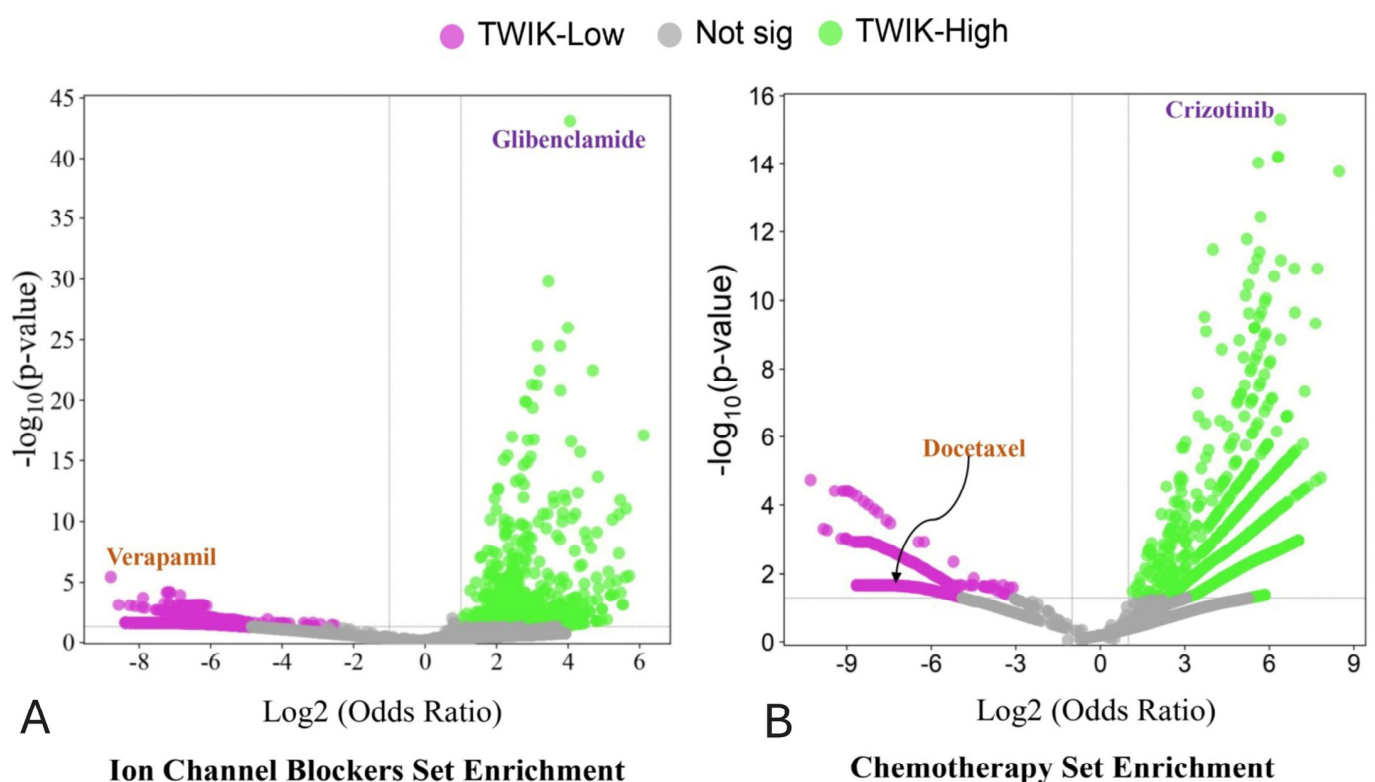 TWIK-Low Not sig TWIK-High
45
40
35
30
25
20
15
10
5
0
-log10(p-value)
Glibenclamide
Verapamil
-8 -6 -4 -2 0 2 4 6
Log2 (Odds Ratio)
A
Ion Channel Blockers Set Enrichment
16
14
12
10
8
6
4
2
0
-log10(p-value)
Crizotinib
Docetaxel
-9 -6 -3 0 3 6 9
Log2 (Odds Ratio)
B
Chemotherapy Set Enrichment